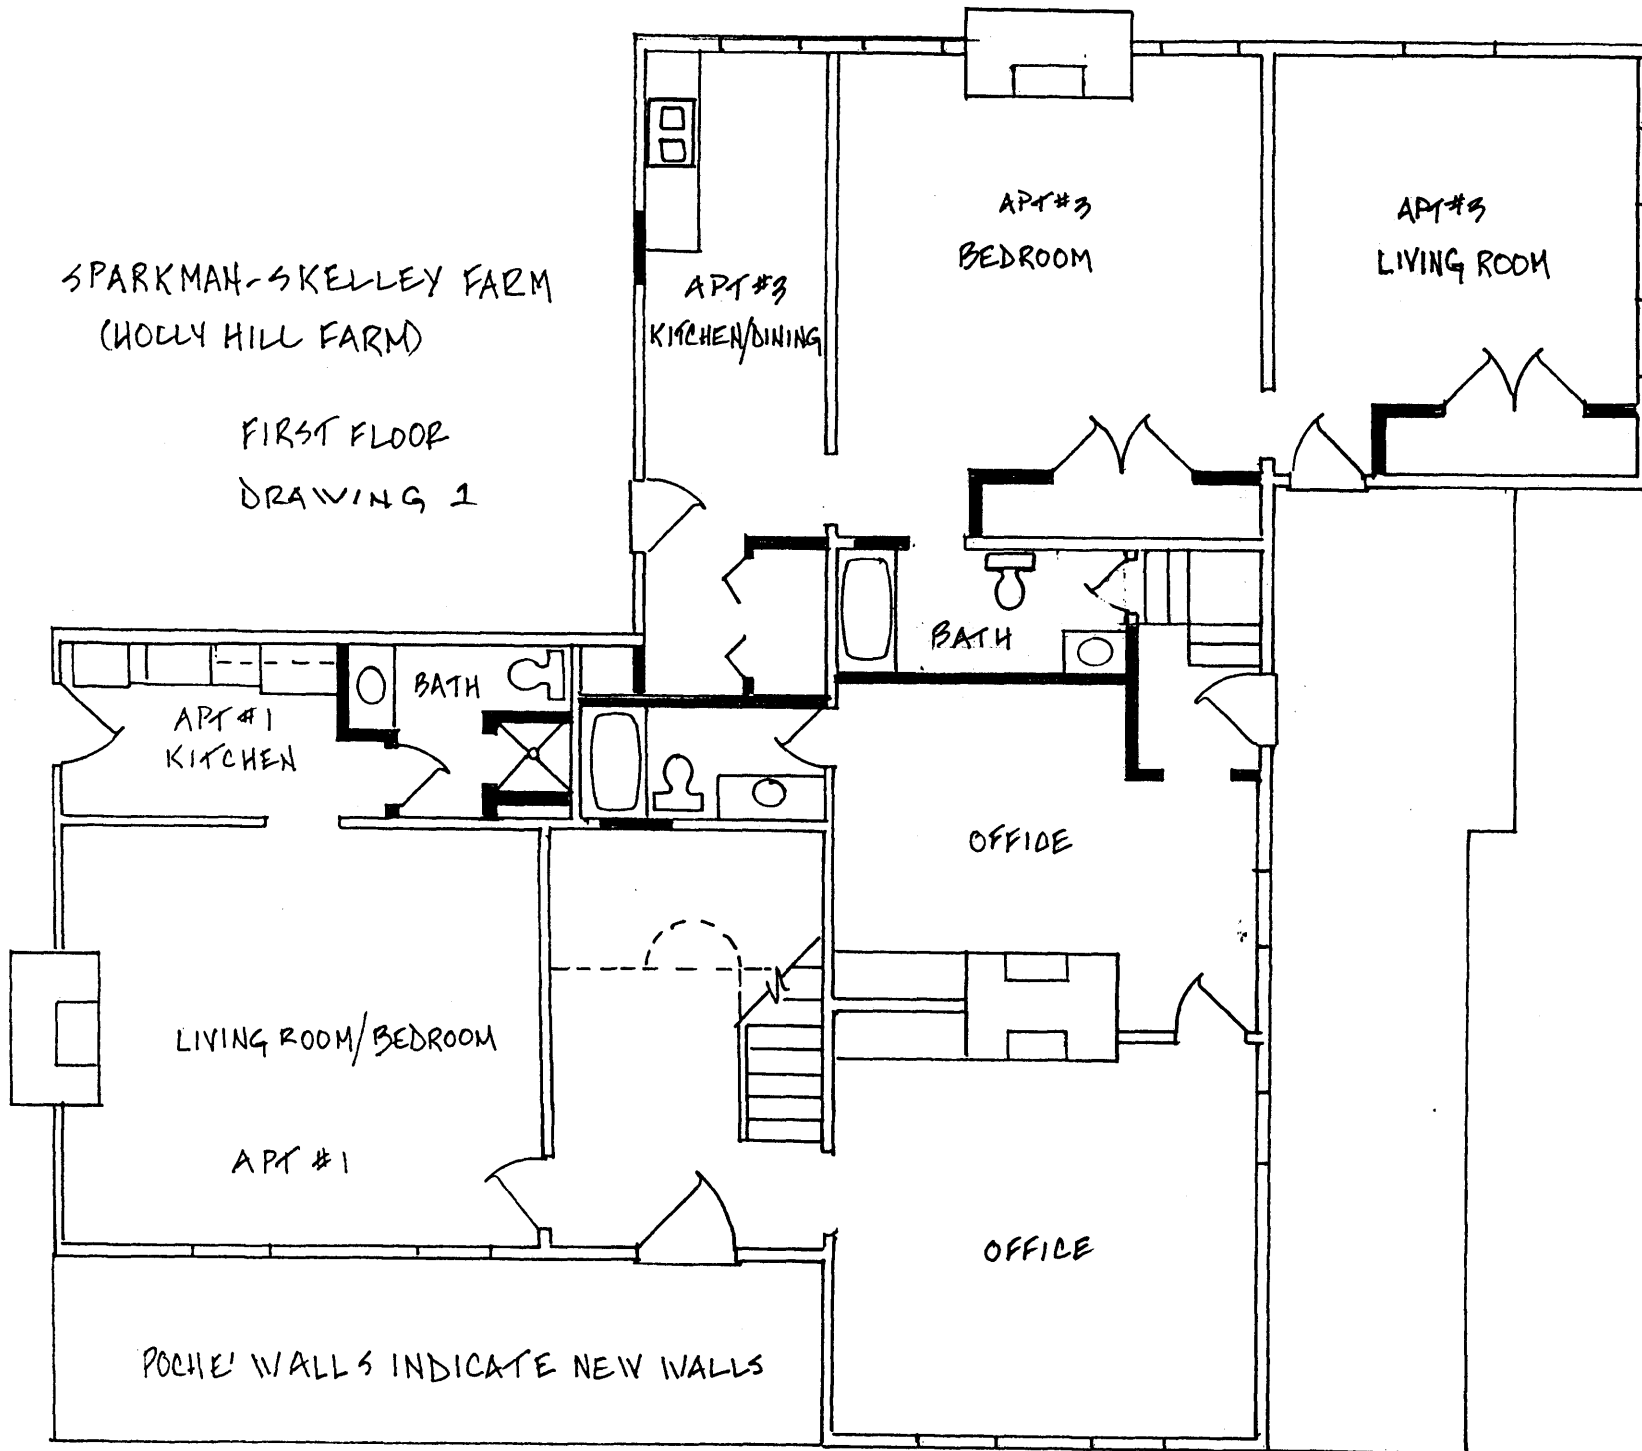 SPARKMAN-SKELLEY FARM
(HOLLY HILL FARM)
FIRST FLOOR
DRAWING 1
APT #3
KITCHEN/DINING
APT #3
BEDROOM
APT #3
LIVING ROOM
BATH
APT #1
KITCHEN
BATH
OFFICE
LIVING ROOM/BEDROOM
APT #1
OFFICE
POCHE' WALLS INDICATE NEW WALLS